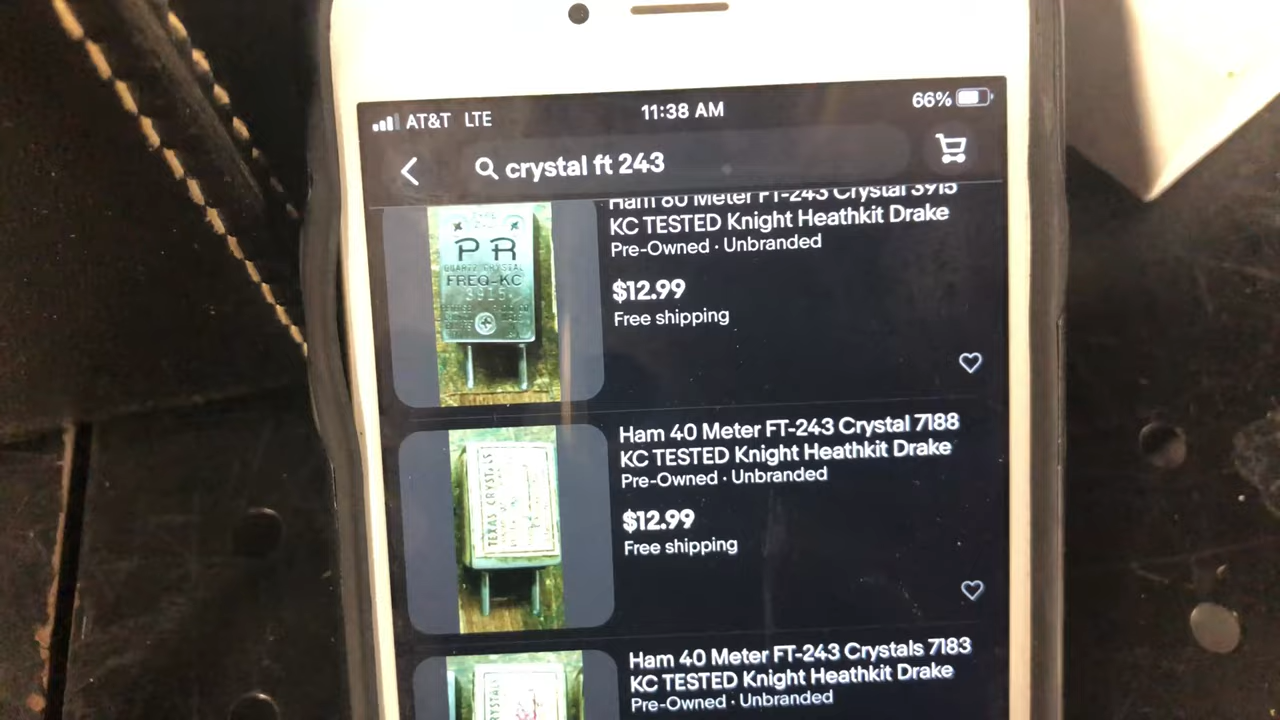 AT&T LTE 11:38 AM 66%
crystal ft 243
Ham 80 Meter FT-243 Crystal 3915
KC TESTED Knight Heathkit Drake
Pre-Owned · Unbranded
$12.99
Free shipping
PR
QUARTZ CRYSTAL
FREQ-KC
3915
Ham 40 Meter FT-243 Crystal 7188
KC TESTED Knight Heathkit Drake
Pre-Owned · Unbranded
$12.99
Free shipping
TEXAS CRYSTALS
Ham 40 Meter FT-243 Crystals 7183
KC TESTED Knight Heathkit Drake
Pre-Owned · Unbranded